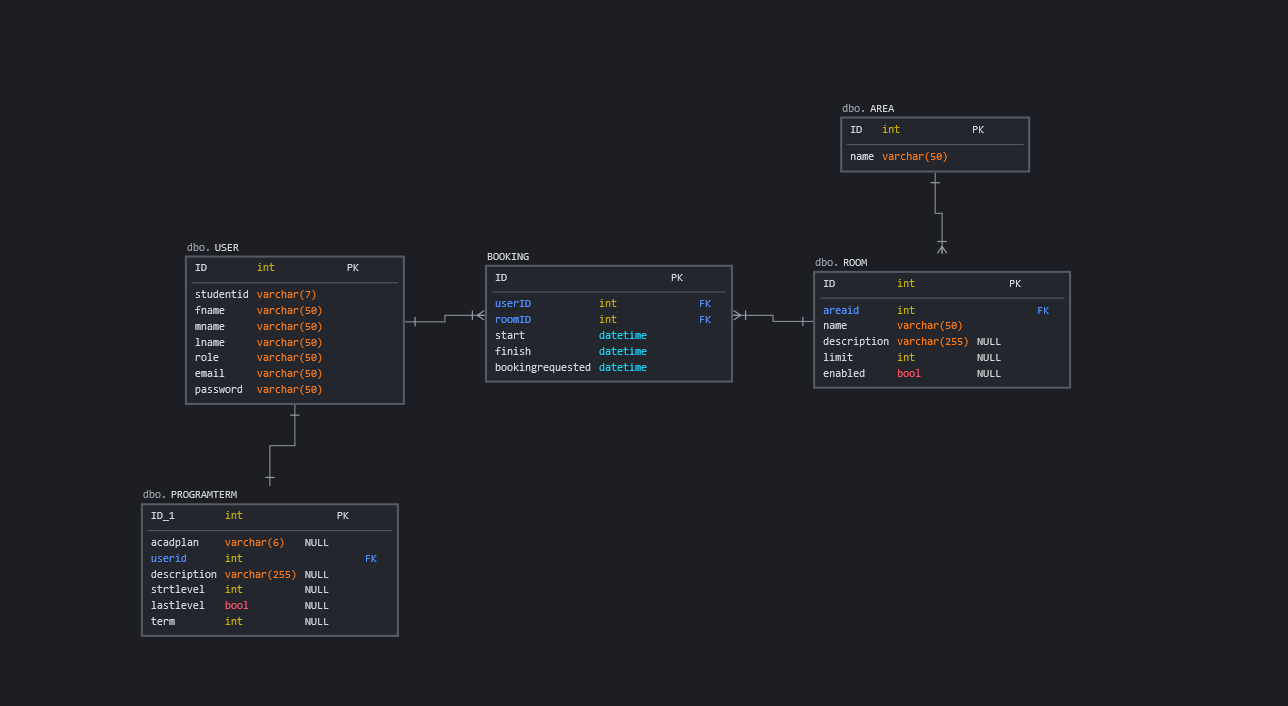 dbo. AREA
ID int PK
name varchar(50)
dbo. USER
ID int PK
studentid varchar(7)
fname varchar(50)
mname varchar(50)
lname varchar(50)
role varchar(50)
email varchar(50)
password varchar(50)
BOOKING
ID PK
userID int FK
roomID int FK
start datetime
finish datetime
bookingrequested datetime
dbo. ROOM
ID int PK
areaid int FK
name varchar(50)
description varchar(255) NULL
limit int NULL
enabled bool NULL
dbo. PROGRAMTERM
ID_1 int PK
acadplan varchar(6) NULL
userid int FK
description varchar(255) NULL
strtlevel int NULL
lastlevel bool NULL
term int NULL